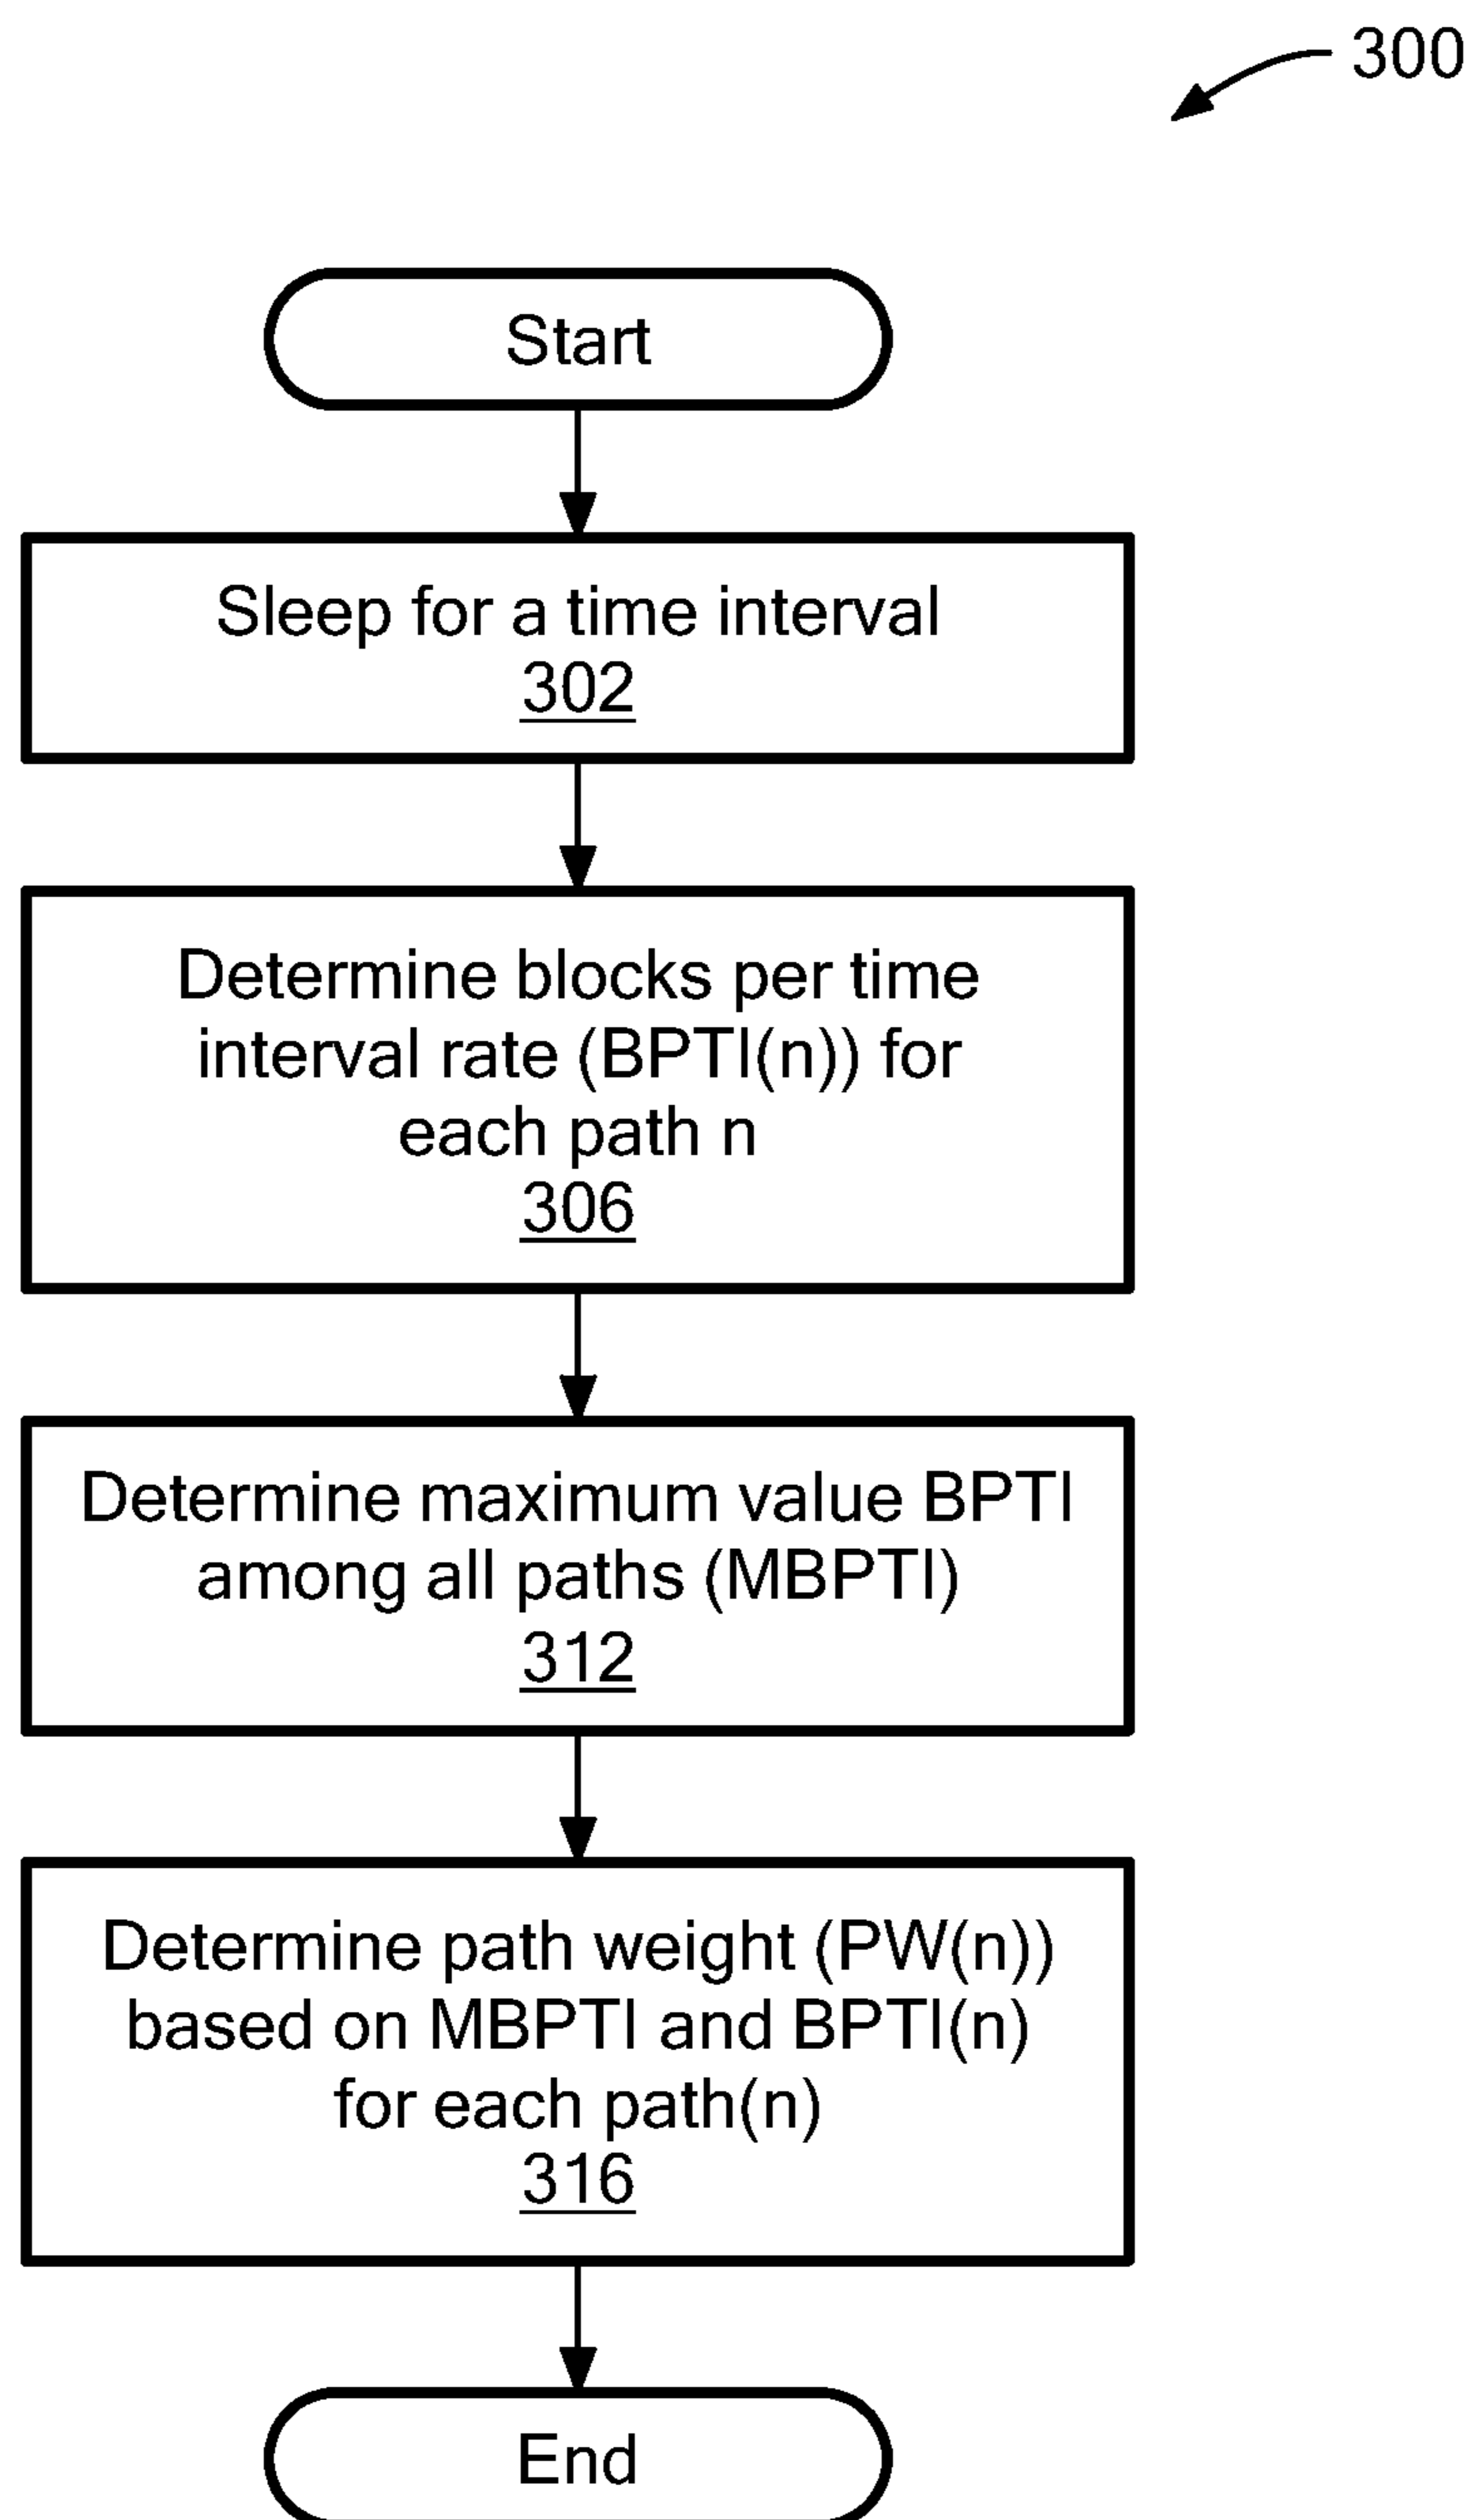 300
Start
Sleep for a time interval
302
Determine blocks per time
interval rate (BPTI(n)) for
each path n
306
Determine maximum value BPTI
among all paths (MBPTI)
312
Determine path weight (PW(n))
based on MBPTI and BPTI(n)
for each path(n)
316
End